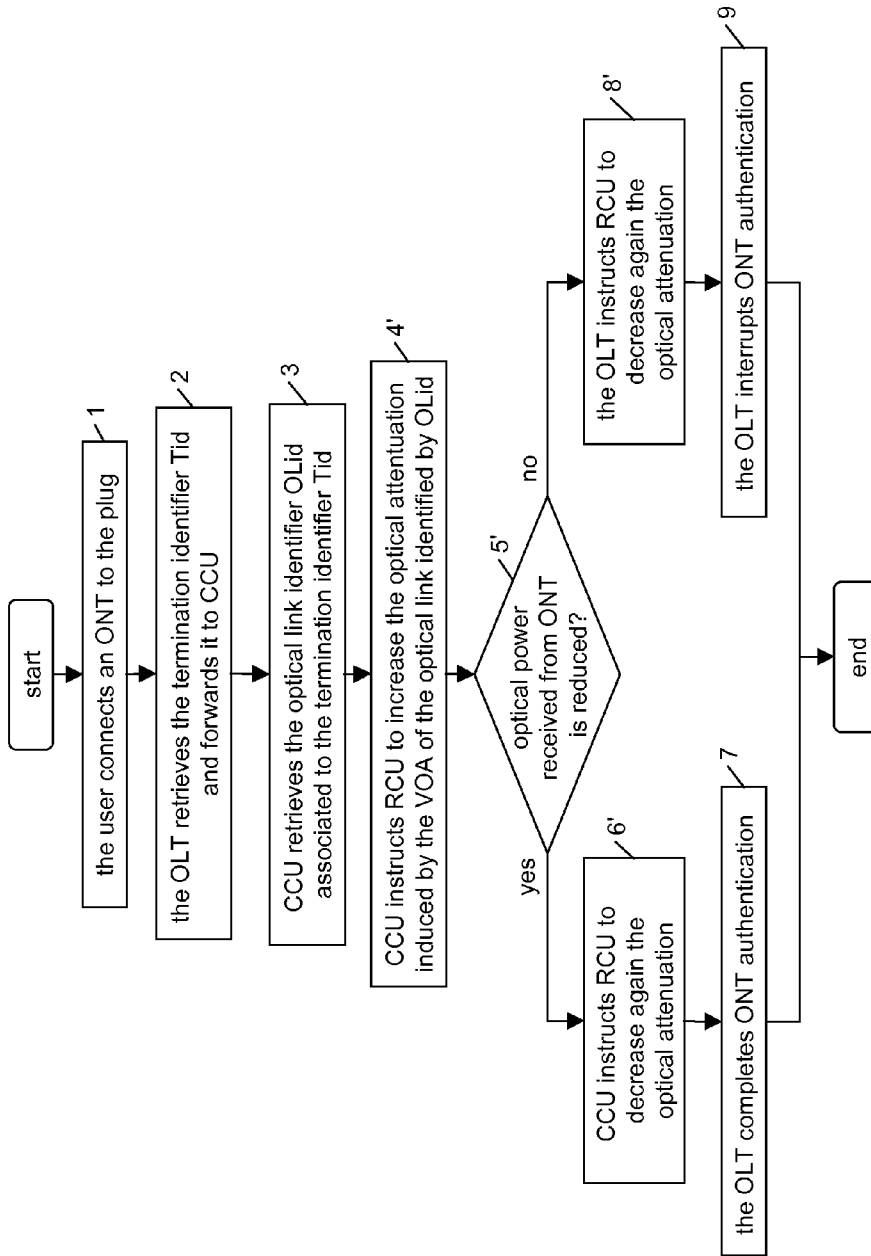 start
1
the user connects an ONT to the plug
2
the OLT retrieves the termination identifier Tid
and forwards it to CCU
3
CCU retrieves the optical link identifier OLid
associated to the termination identifier Tid
4'
CCU instructs RCU to increase the optical attentuation
induced by the VOA of the optical link identified by OLid
5'
optical power
received from ONT
is reduced?
yes
no
6'
CCU instructs RCU to
decrease again the
optical attenuation
8'
the OLT instructs RCU to
decrease again the
optical attenuation
7
the OLT completes ONT authentication
9
the OLT interrupts ONT authentication
end